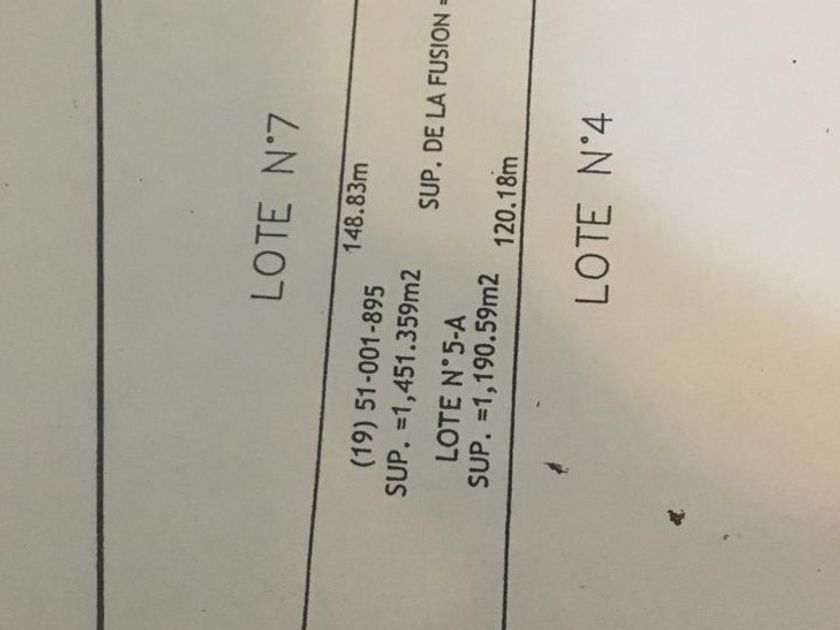 LOTE N°7
148.83m
(19) 51-001-895
SUP. =1,451.359m2
SUP. DE LA FUSION =
LOTE N°5-A
SUP. =1,190.59m2
120.18m
LOTE N°4